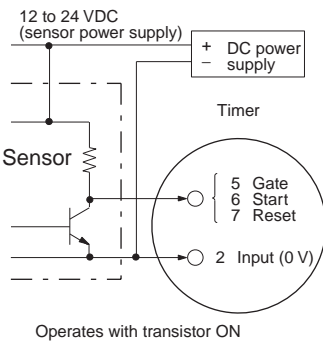 12 to 24 VDC
(sensor power supply)
+ DC power
− supply
Timer
Sensor
5 Gate
6 Start
7 Reset
2 Input (0 V)
Operates with transistor ON